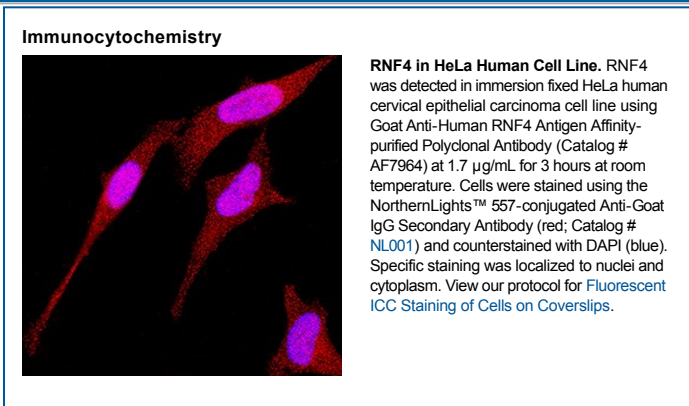 Immunocytochemistry
RNF4 in HeLa Human Cell Line. RNF4
was detected in immersion fixed HeLa human
cervical epithelial carcinoma cell line using
Goat Anti-Human RNF4 Antigen Affinity-
purified Polyclonal Antibody (Catalog #
AF7964) at 1.7 µg/mL for 3 hours at room
temperature. Cells were stained using the
NorthernLights™ 557-conjugated Anti-Goat
IgG Secondary Antibody (red; Catalog #
NL001) and counterstained with DAPI (blue).
Specific staining was localized to nuclei and
cytoplasm. View our protocol for Fluorescent
ICC Staining of Cells on Coverslips.